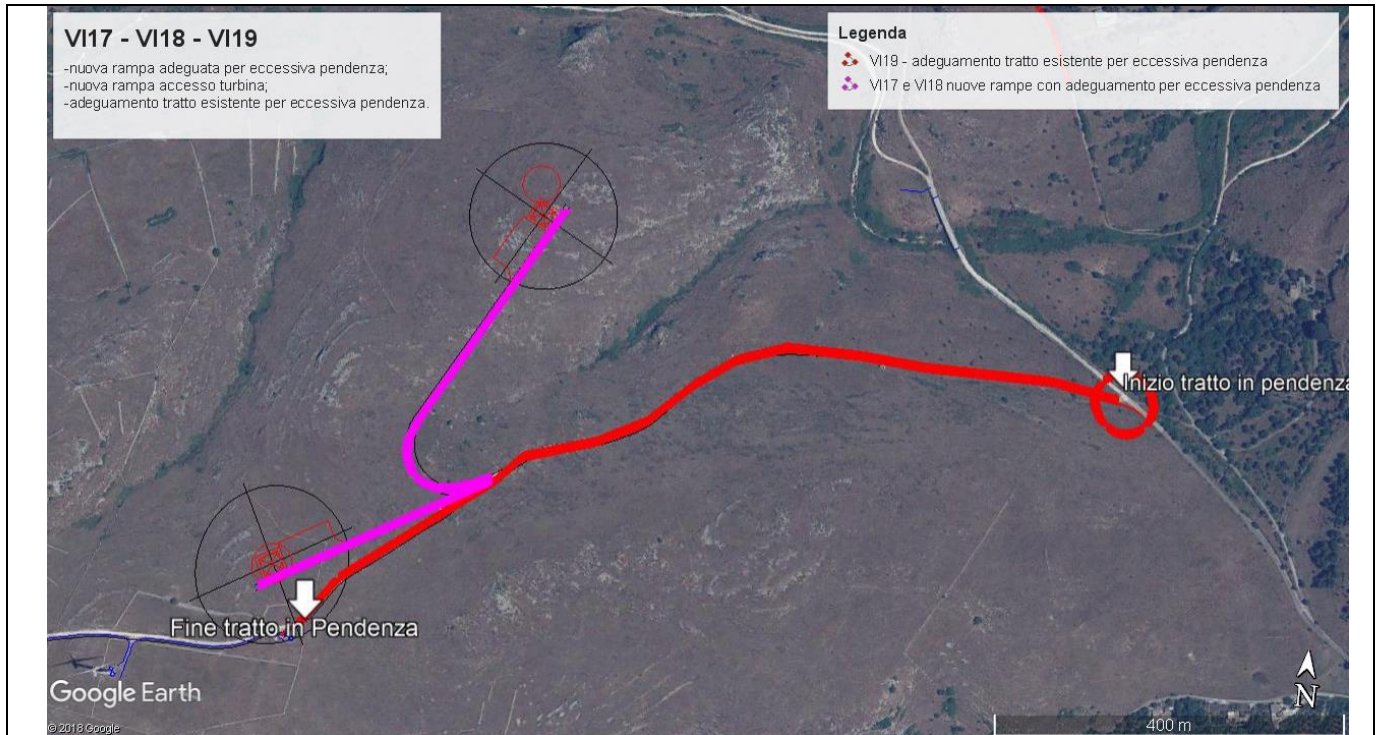 VI17 - VI18 - VI19
-nuova rampa adeguata per eccessiva pendenza;
-nuova rampa accesso turbina;
-adeguamento tratto esistente per eccessiva pendenza.
Legenda
VI19 - adeguamento tratto esistente per eccessiva pendenza
VI17 e VI18 nuove rampe con adeguamento per eccessiva pendenza
Inizio tratto in pendenza
Fine tratto in Pendenza
Google Earth
© 2018 Google
N
400 m